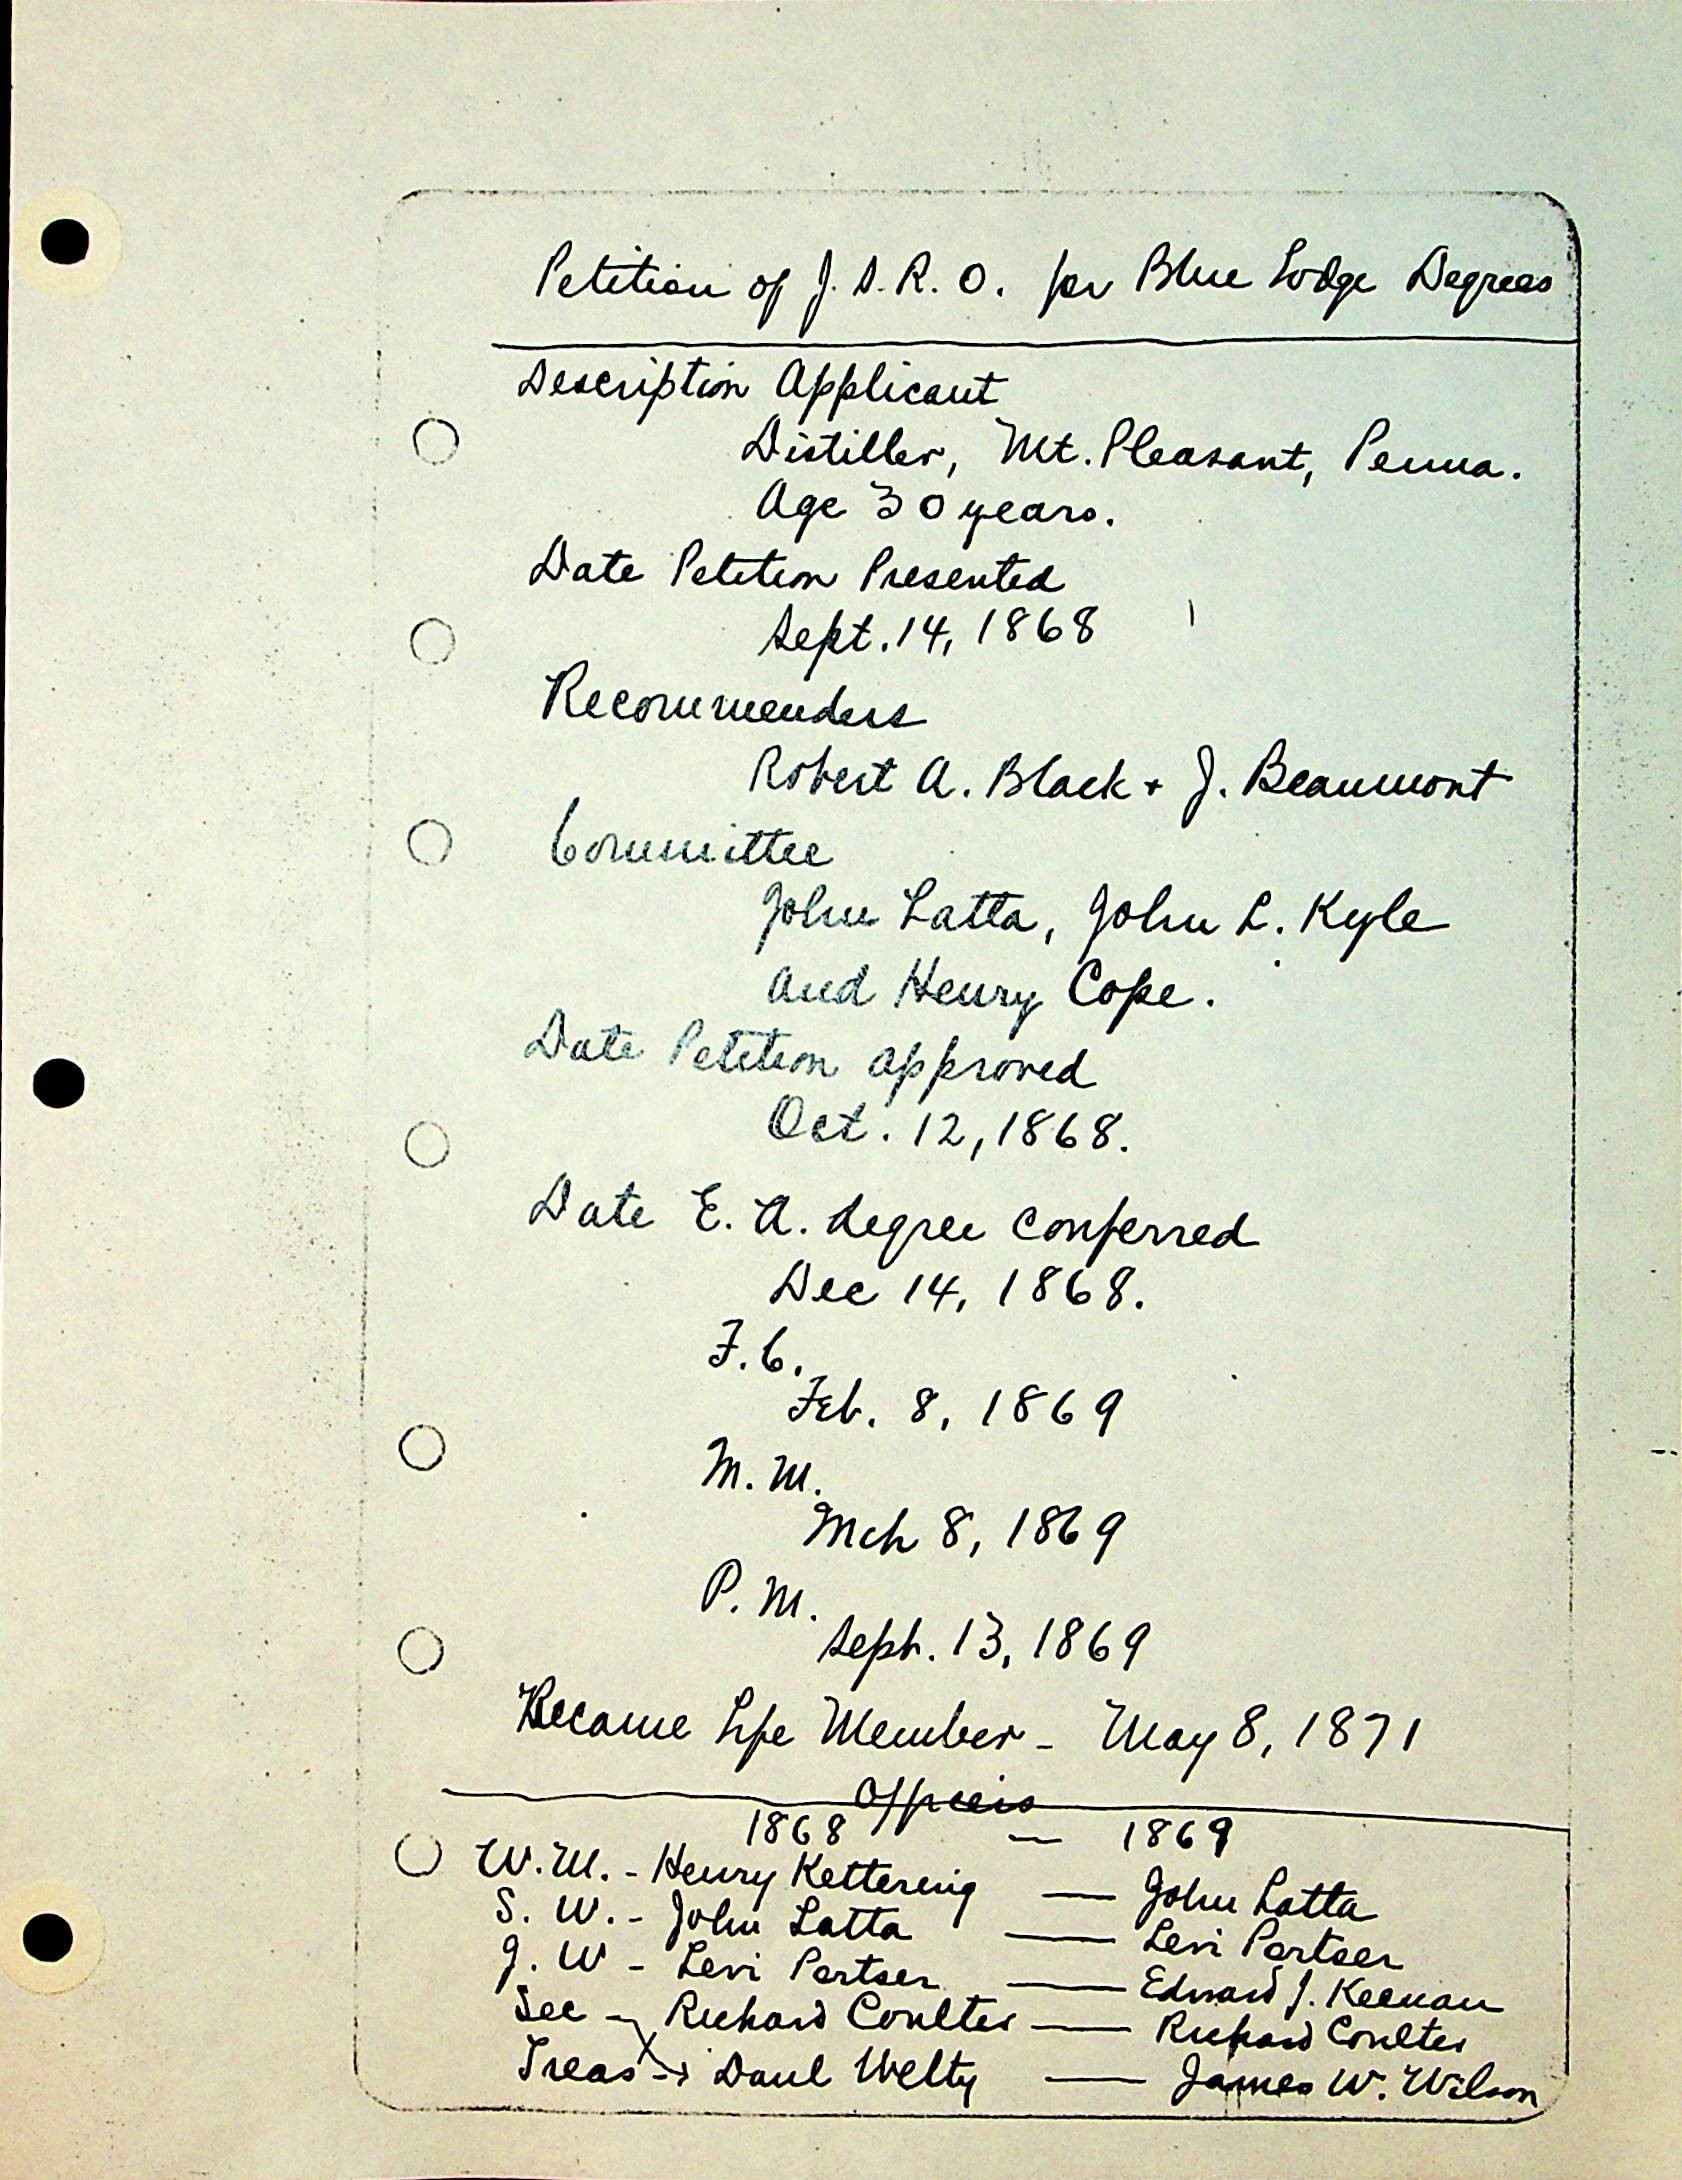 Petition of J. S. R. O. for Blue Lodge Degrees
Description Applicant
Distiller, Mt. Pleasant, Penna.
Age 30 years.
Date Petition Presented
Sept. 14, 1868
Recommenders
Robert A. Black + J. Beaumont
Committee
John Latta, John L. Kyle
and Henry Cope.
Date Petition approved
Oct. 12, 1868.
Date E. A. degree conferred
Dec 14, 1868.
F. C.
Feb. 8, 1869
M. M.
Mch 8, 1869
P. M.
Sept. 13, 1869
Became Life Member - May 8, 1871
Officers
1868 — 1869
W. M. - Henry Kettering — John Latta
S. W. - John Latta — Levi Portser
J. W - Levi Portser — Edward J. Keenan
Sec - Richard Coulter — Richard Coulter
Treas → Danl Welty — James W. Wilson